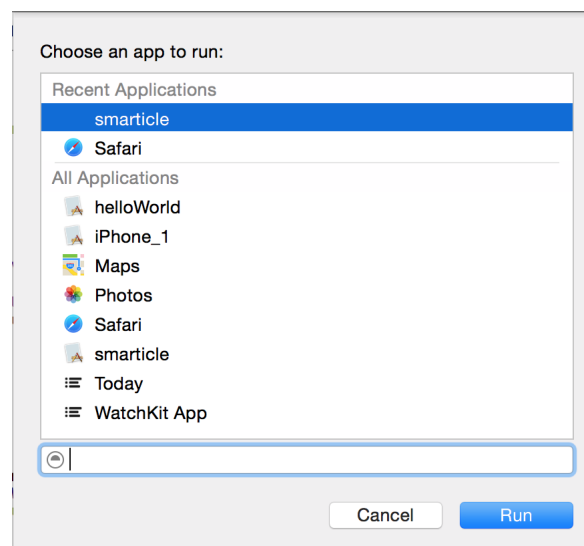 Choose an app to run:
Recent Applications
smarticle
Safari
All Applications
helloWorld
iPhone_1
Maps
Photos
Safari
smarticle
Today
WatchKit App
Cancel
Run